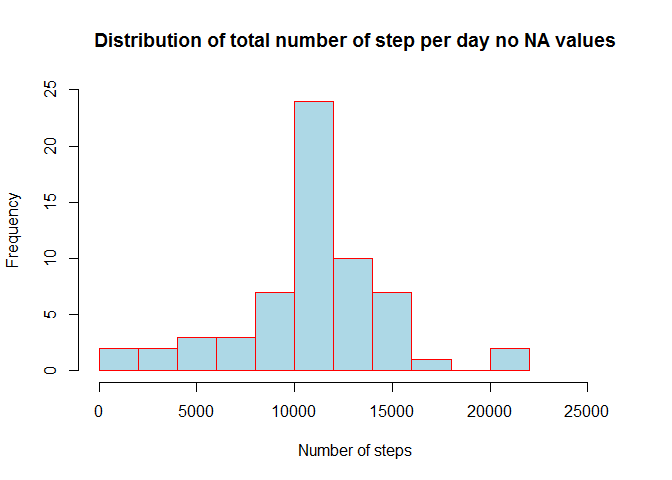 Distribution of total number of step per day no NA values
Frequency
25
20
15
10
5
0
0 5000 10000 15000 20000 25000
Number of steps